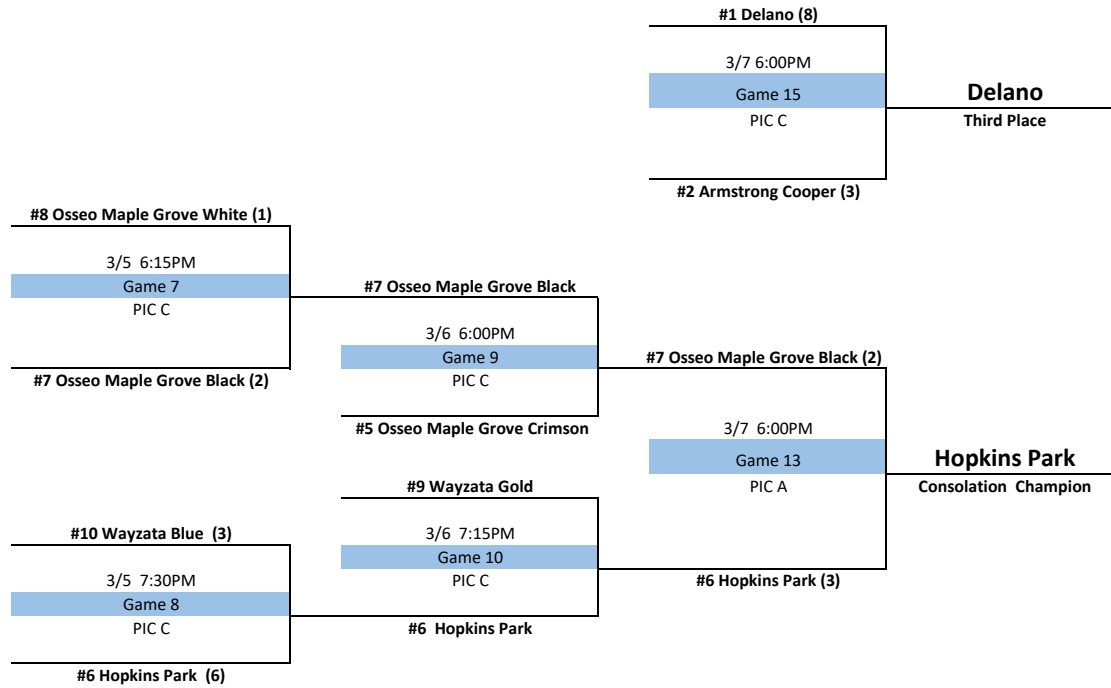 #1 Delano (8)
3/7 6:00PM
Game 15
PIC C
Delano
Third Place
#2 Armstrong Cooper (3)
#8 Osseo Maple Grove White (1)
3/5  6:15PM
Game 7
PIC C
#7 Osseo Maple Grove Black (2)
#7 Osseo Maple Grove Black
3/6  6:00PM
Game 9
PIC C
#5 Osseo Maple Grove Crimson
#7 Osseo Maple Grove Black (2)
3/7  6:00PM
Game 13
PIC A
Hopkins Park
Consolation  Champion
#9 Wayzata Gold
3/6  7:15PM
Game 10
PIC C
#6  Hopkins Park
#6 Hopkins Park (3)
#10 Wayzata Blue  (3)
3/5  7:30PM
Game 8
PIC C
#6 Hopkins Park  (6)